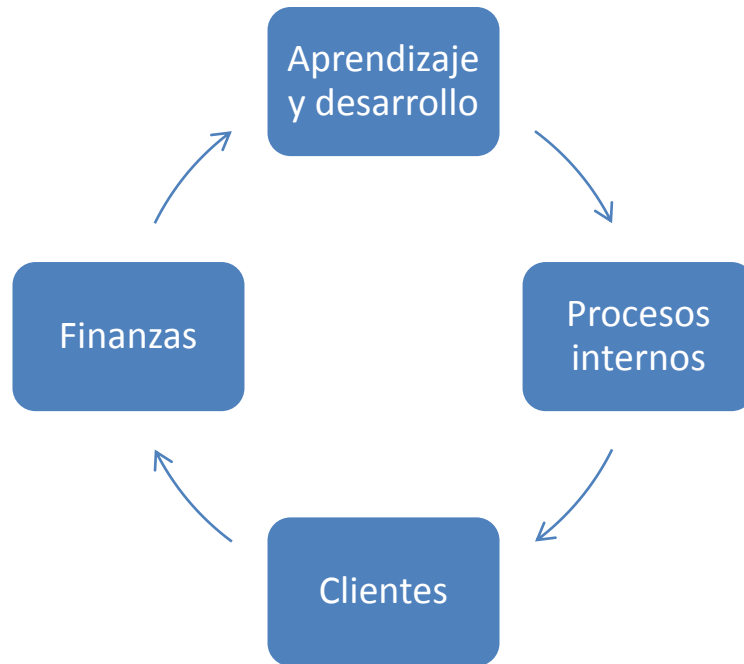 Aprendizaje
y desarrollo
Procesos
internos
Clientes
Finanzas